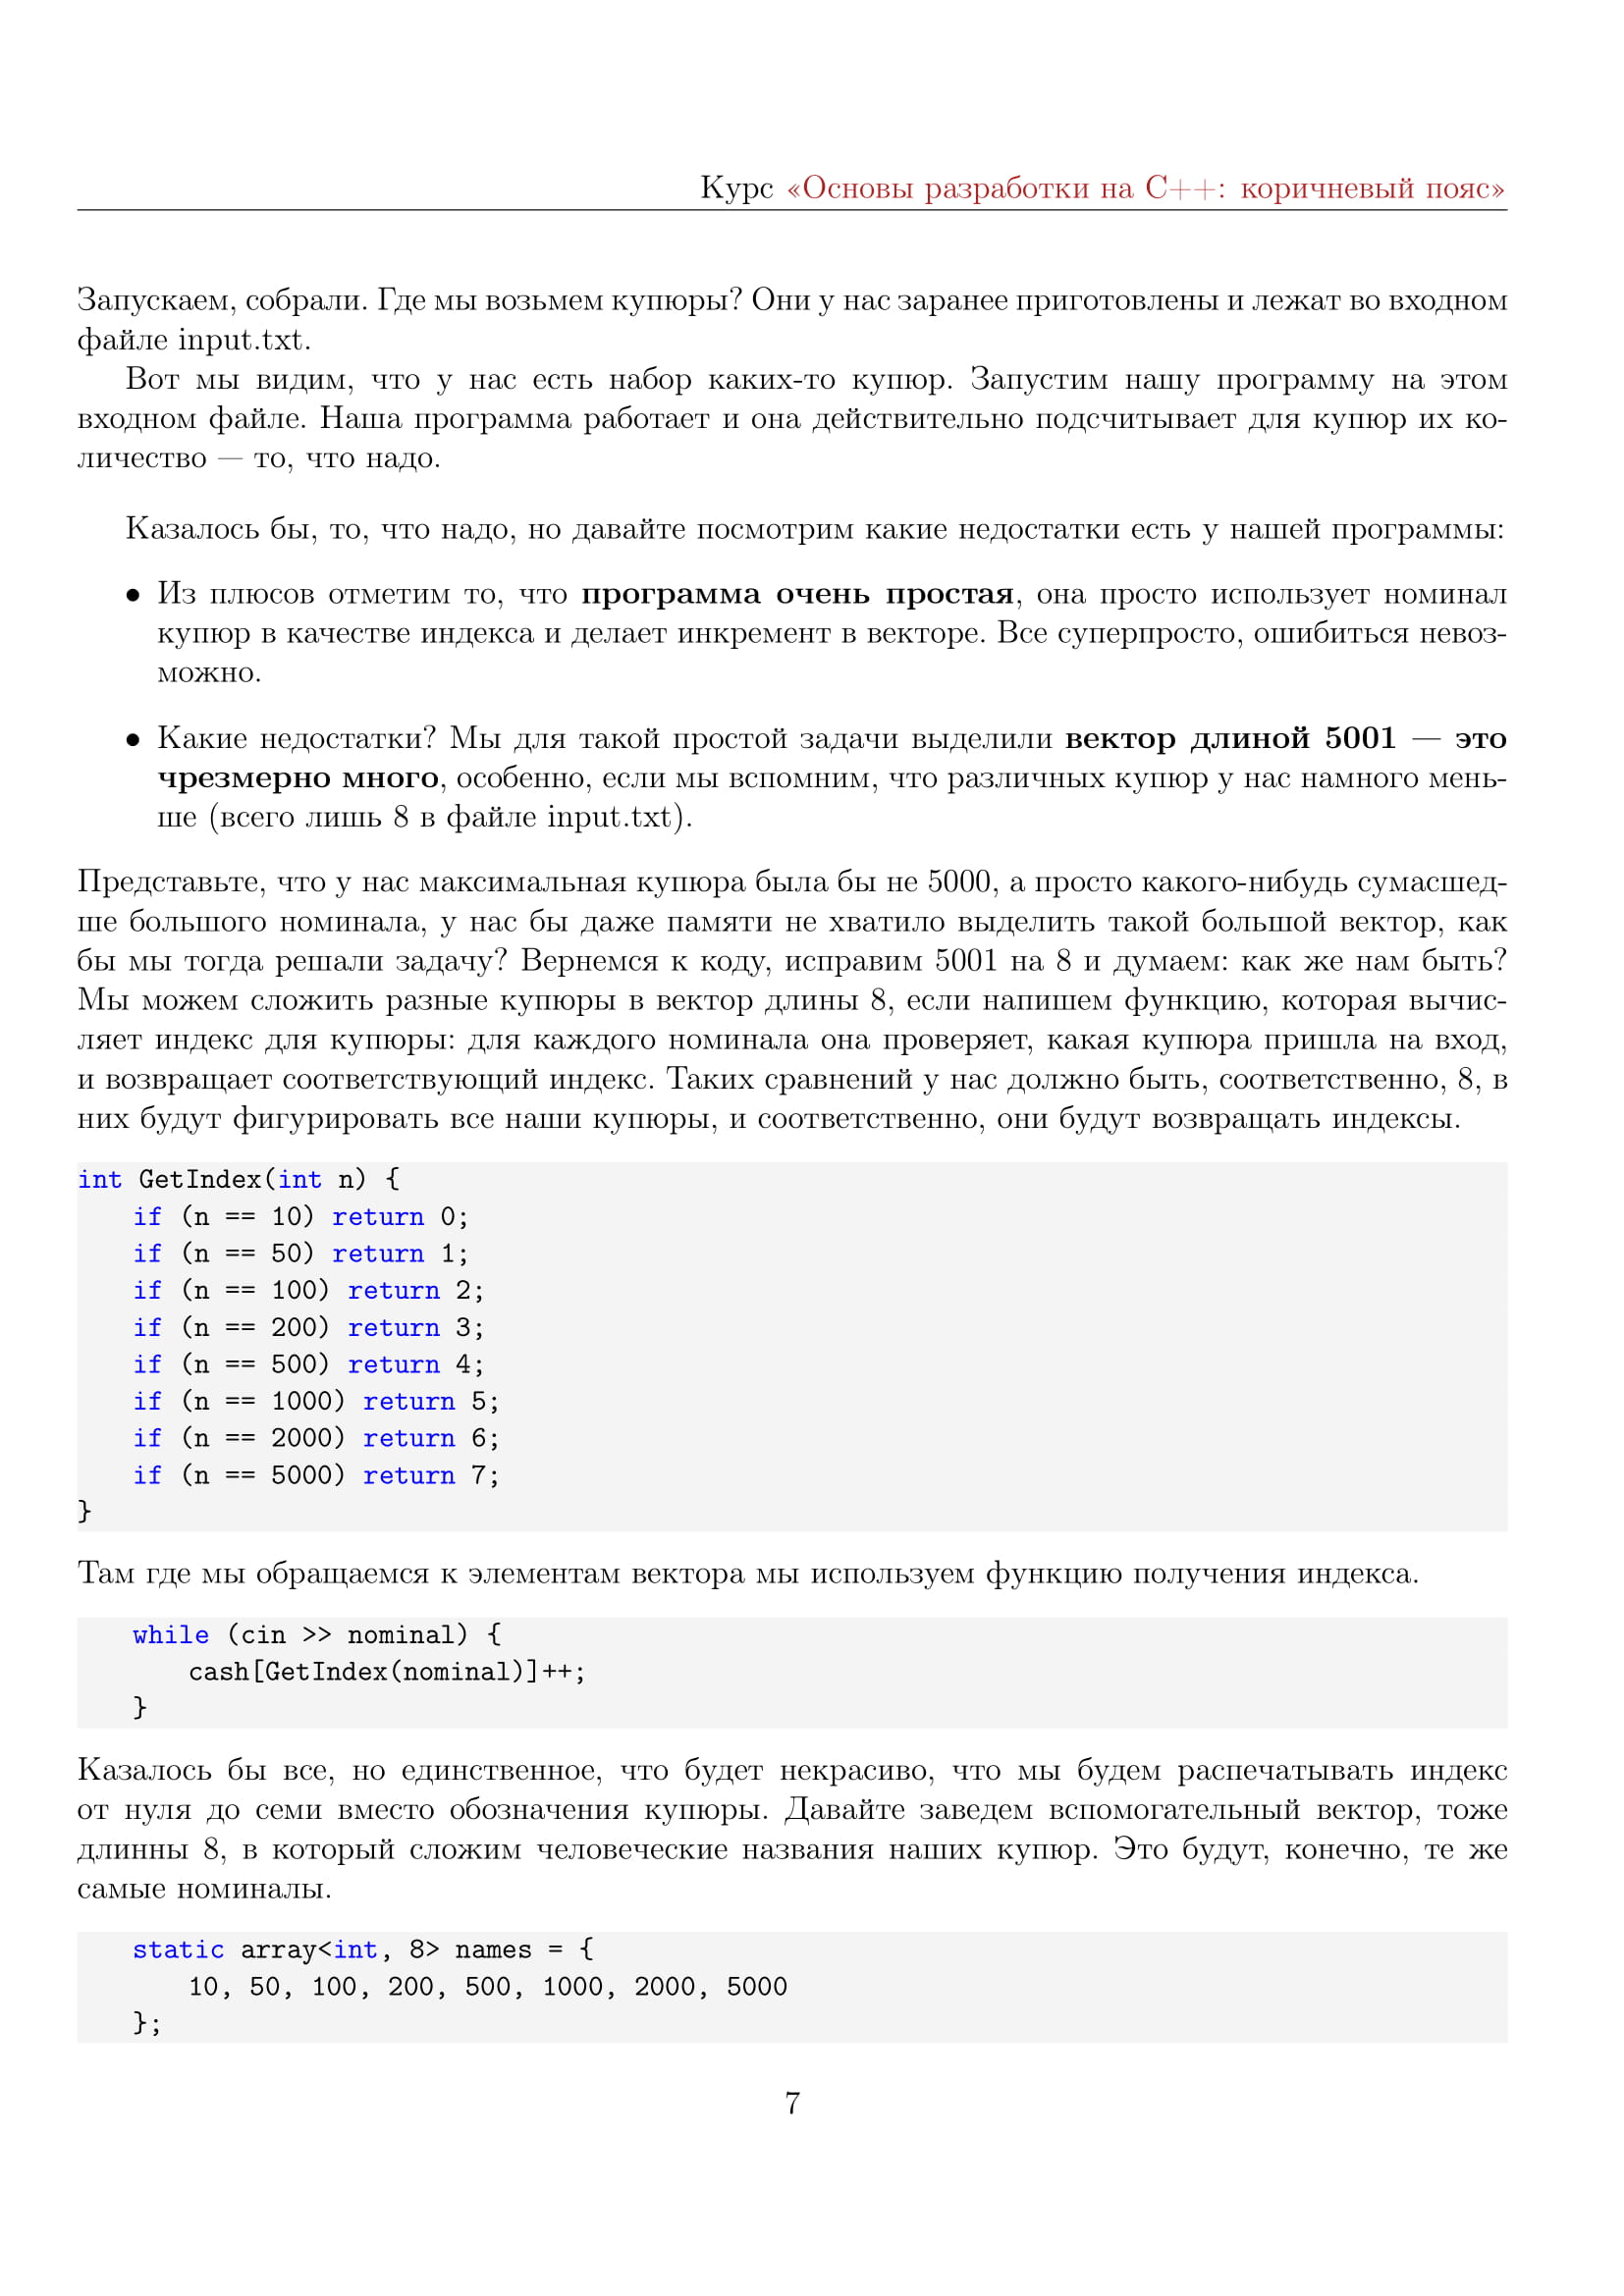 Курс «Основы разработки на C++: коричневый пояс»
Запускаем, собрали. Где мы возьмем купюры? Они у нас заранее приготовлены и лежат во входном
файле input.txt.
Вот мы видим, что у нас есть набор каких-то купюр. Запустим нашу программу на этом
входном файле. Наша программа работает и она действительно подсчитывает для купюр их ко-
личество — то, что надо.
Казалось бы, то, что надо, но давайте посмотрим какие недостатки есть у нашей программы:
• Из плюсов отметим то, что программа очень простая, она просто использует номинал
купюр в качестве индекса и делает инкремент в векторе. Все суперпросто, ошибиться невоз-
можно.
• Какие недостатки? Мы для такой простой задачи выделили вектор длиной 5001 — это
чрезмерно много, особенно, если мы вспомним, что различных купюр у нас намного мень-
ше (всего лишь 8 в файле input.txt).
Представьте, что у нас максимальная купюра была бы не 5000, а просто какого-нибудь сумасшед-
ше большого номинала, у нас бы даже памяти не хватило выделить такой большой вектор, как
бы мы тогда решали задачу? Вернемся к коду, исправим 5001 на 8 и думаем: как же нам быть?
Мы можем сложить разные купюры в вектор длины 8, если напишем функцию, которая вычис-
ляет индекс для купюры: для каждого номинала она проверяет, какая купюра пришла на вход,
и возвращает соответствующий индекс. Таких сравнений у нас должно быть, соответственно, 8, в
них будут фигурировать все наши купюры, и соответственно, они будут возвращать индексы.
int GetIndex(int n) {
if (n == 10) return 0;
if (n == 50) return 1;
if (n == 100) return 2;
if (n == 200) return 3;
if (n == 500) return 4;
if (n == 1000) return 5;
if (n == 2000) return 6;
if (n == 5000) return 7;
}
Там где мы обращаемся к элементам вектора мы используем функцию получения индекса.
while (cin >> nominal) {
cash[GetIndex(nominal)]++;
}
Казалось бы все, но единственное, что будет некрасиво, что мы будем распечатывать индекс
от нуля до семи вместо обозначения купюры. Давайте заведем вспомогательный вектор, тоже
длинны 8, в который сложим человеческие названия наших купюр. Это будут, конечно, те же
самые номиналы.
static array<int, 8> names = {
10, 50, 100, 200, 500, 1000, 2000, 5000
};
7